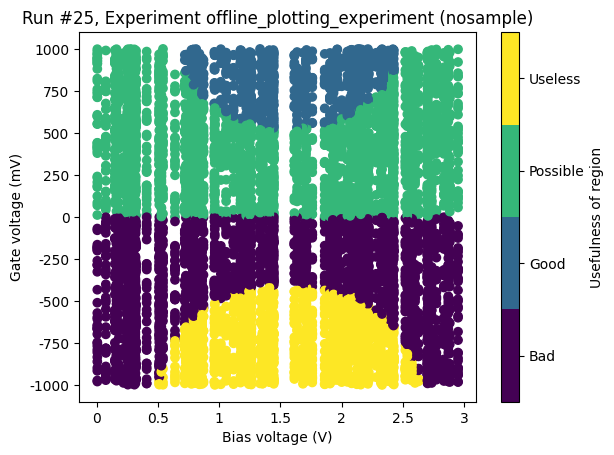 Run #25, Experiment offline_plotting_experiment (nosample)
1000
750
500
250
0
-250
-500
-750
-1000
Gate voltage (mV)
0
0.5
1
1.5
2
2.5
3
Bias voltage (V)
Useless
Possible
Good
Bad
Usefulness of region